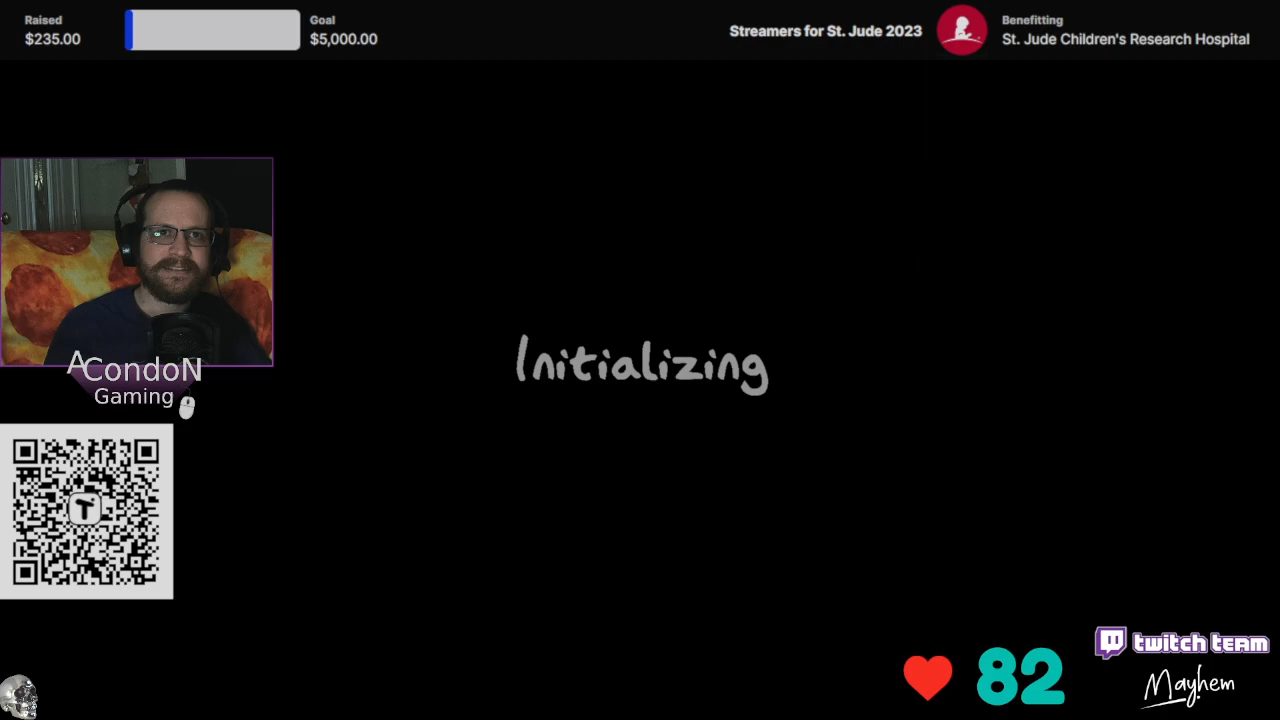 Raised
$235.00
Goal
$5,000.00
Streamers for St. Jude 2023
Benefitting
St. Jude Children's Research Hospital
ACondoN
Gaming
Initializing
T
82
twitch team
Mayhem